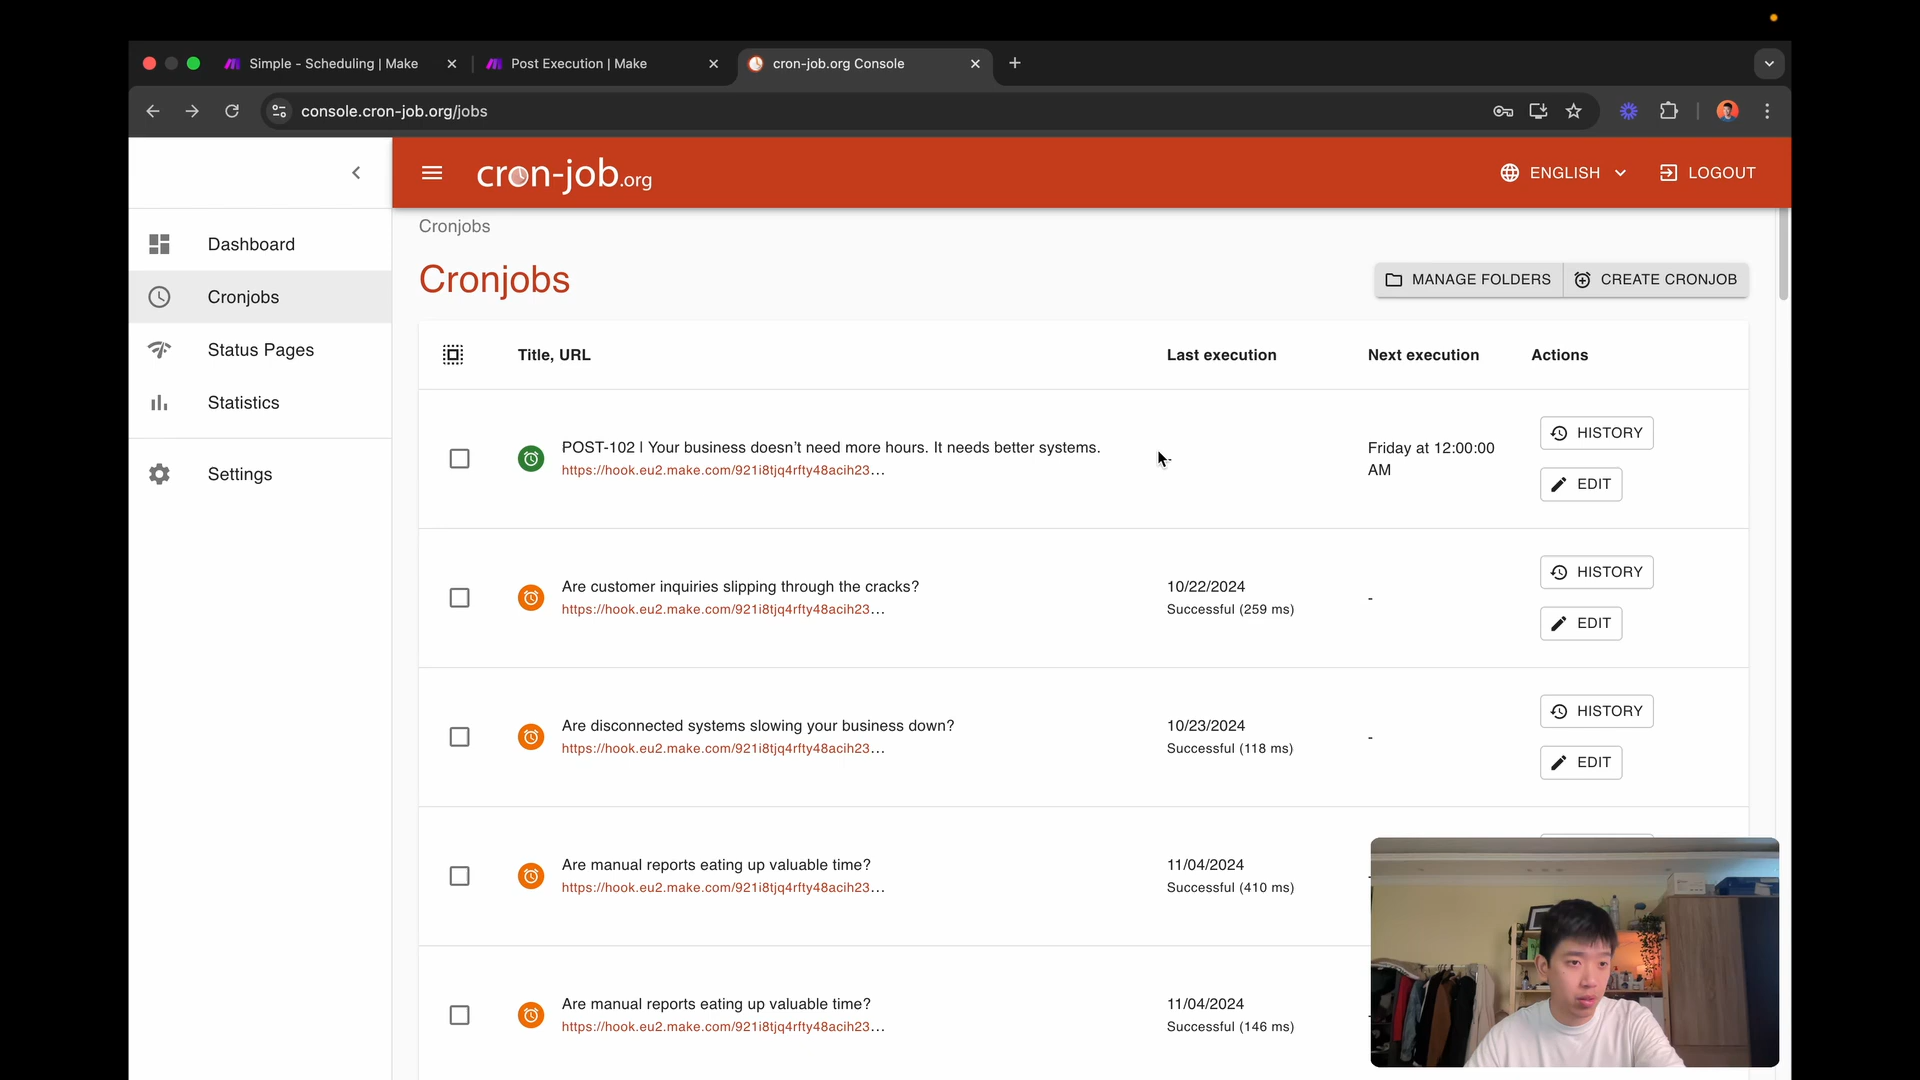 Simple - Scheduling | Make
Post Execution | Make
cron-job.org Console
console.cron-job.org/jobs
cron-job.org
ENGLISH
LOGOUT
Dashboard
Cronjobs
Status Pages
Statistics
Settings
Cronjobs
Cronjobs
MANAGE FOLDERS
CREATE CRONJOB
Title, URL
Last execution
Next execution
Actions
POST-102 | Your business doesn't need more hours. It needs better systems.
https://hook.eu2.make.com/921i8tjq4rfty48acih23...
-
Friday at 12:00:00
AM
HISTORY
EDIT
Are customer inquiries slipping through the cracks?
https://hook.eu2.make.com/921i8tjq4rfty48acih23...
10/22/2024
Successful (259 ms)
-
HISTORY
EDIT
Are disconnected systems slowing your business down?
https://hook.eu2.make.com/921i8tjq4rfty48acih23...
10/23/2024
Successful (118 ms)
-
HISTORY
EDIT
Are manual reports eating up valuable time?
https://hook.eu2.make.com/921i8tjq4rfty48acih23...
11/04/2024
Successful (410 ms)
Are manual reports eating up valuable time?
https://hook.eu2.make.com/921i8tjq4rfty48acih23...
11/04/2024
Successful (146 ms)